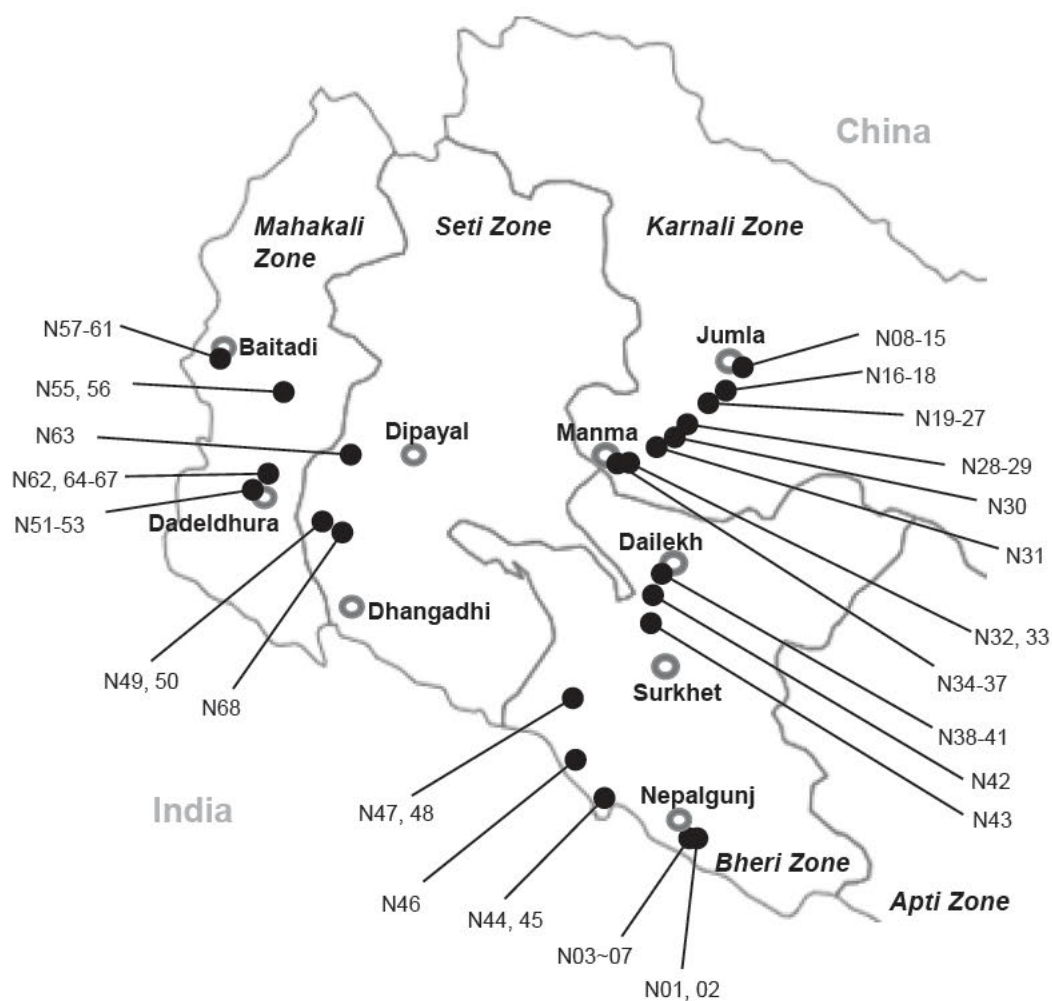 China
Mahakali
Zone
Seti Zone
Karnali Zone
N57-61
Baitadi
Jumla
N08-15
N55, 56
N16-18
N63
Dipayal
Manma
N19-27
N62, 64-67
N28-29
N51-53
Dadeldhura
N30
Dailekh
N31
Dhangadhi
N32, 33
N49, 50
Surkhet
N34-37
N68
N38-41
N42
India
N47, 48
Nepalgunj
N43
Bheri Zone
N46
N44, 45
Apti Zone
N03~07
N01, 02